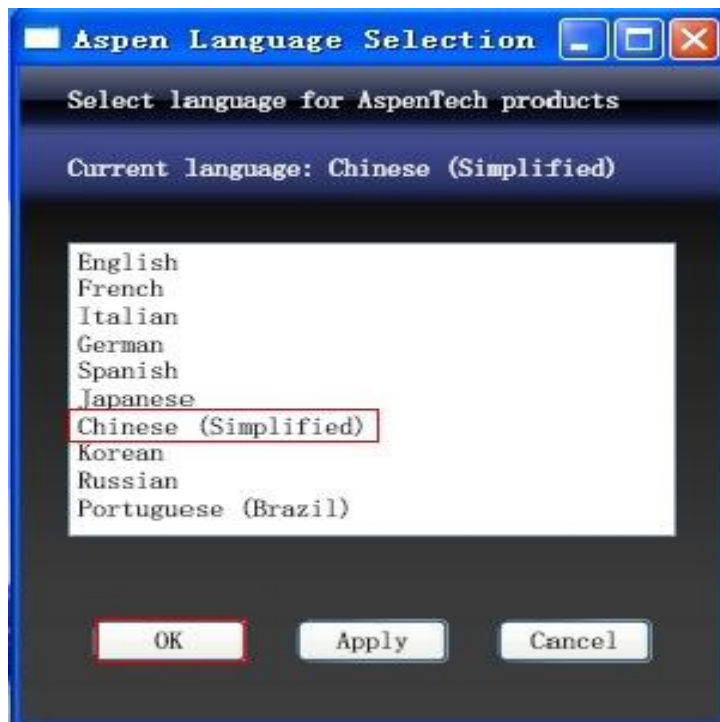 Aspen Language Selection
Select language for AspenTech products
Current language: Chinese (Simplified)
English
French
Italian
German
Spanish
Japanese
Chinese (Simplified)
Korean
Russian
Portuguese (Brazil)
OK Apply Cancel